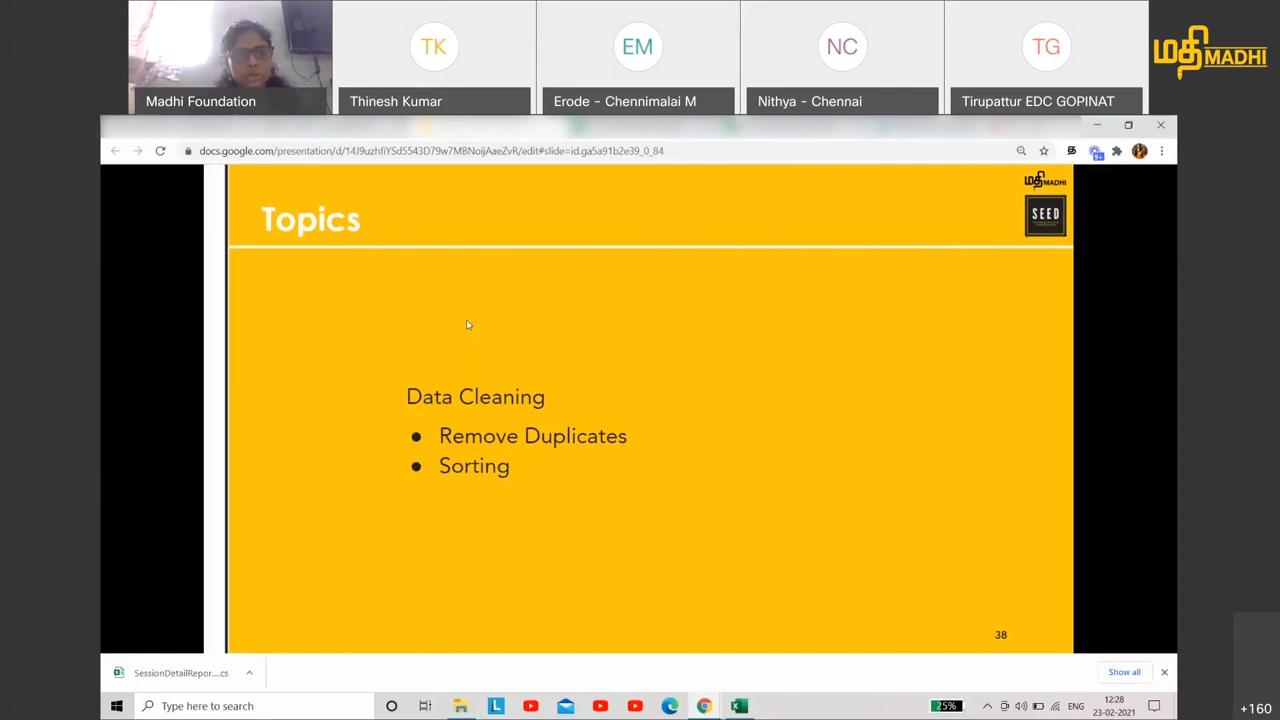 TK
EM
NC
TG
மதி MADHI
Madhi Foundation
Thinesh Kumar
Erode - Chennimalai M
Nithya - Chennai
Tirupattur EDC GOPINAT
docs.google.com/presentation/d/14J9uzhfiYSd5543D79w7MBNoijAaeZvR/edit#slide=id.ga5a91b2e39_0_84
9+
Topics
மதி MADHI
SEED
Data Cleaning
● Remove Duplicates
● Sorting
38
SessionDetailRepor....cs
Show all
Type here to search
L
25%
ENG
12:28
23-02-2021
+160